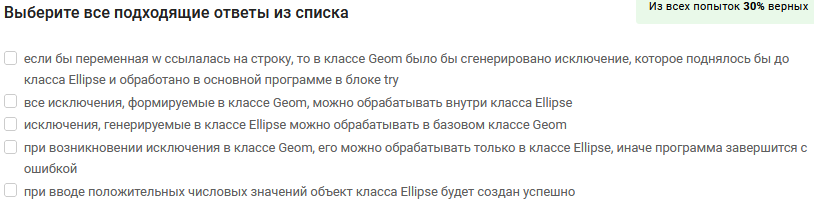 Выберите все подходящие ответы из списка
Из всех попыток 30% верных
если бы переменная w ссылалась на строку, то в классе Geom было бы сгенерировано исключение, которое поднялось бы до
класса Ellipse и обработано в основной программе в блоке try
все исключения, формируемые в классе Geom, можно обрабатывать внутри класса Ellipse
исключения, генерируемые в классе Ellipse можно обрабатывать в базовом классе Geom
при возникновении исключения в классе Geom, его можно обрабатывать только в классе Ellipse, иначе программа завершится с
ошибкой
при вводе положительных числовых значений объект класса Ellipse будет создан успешно